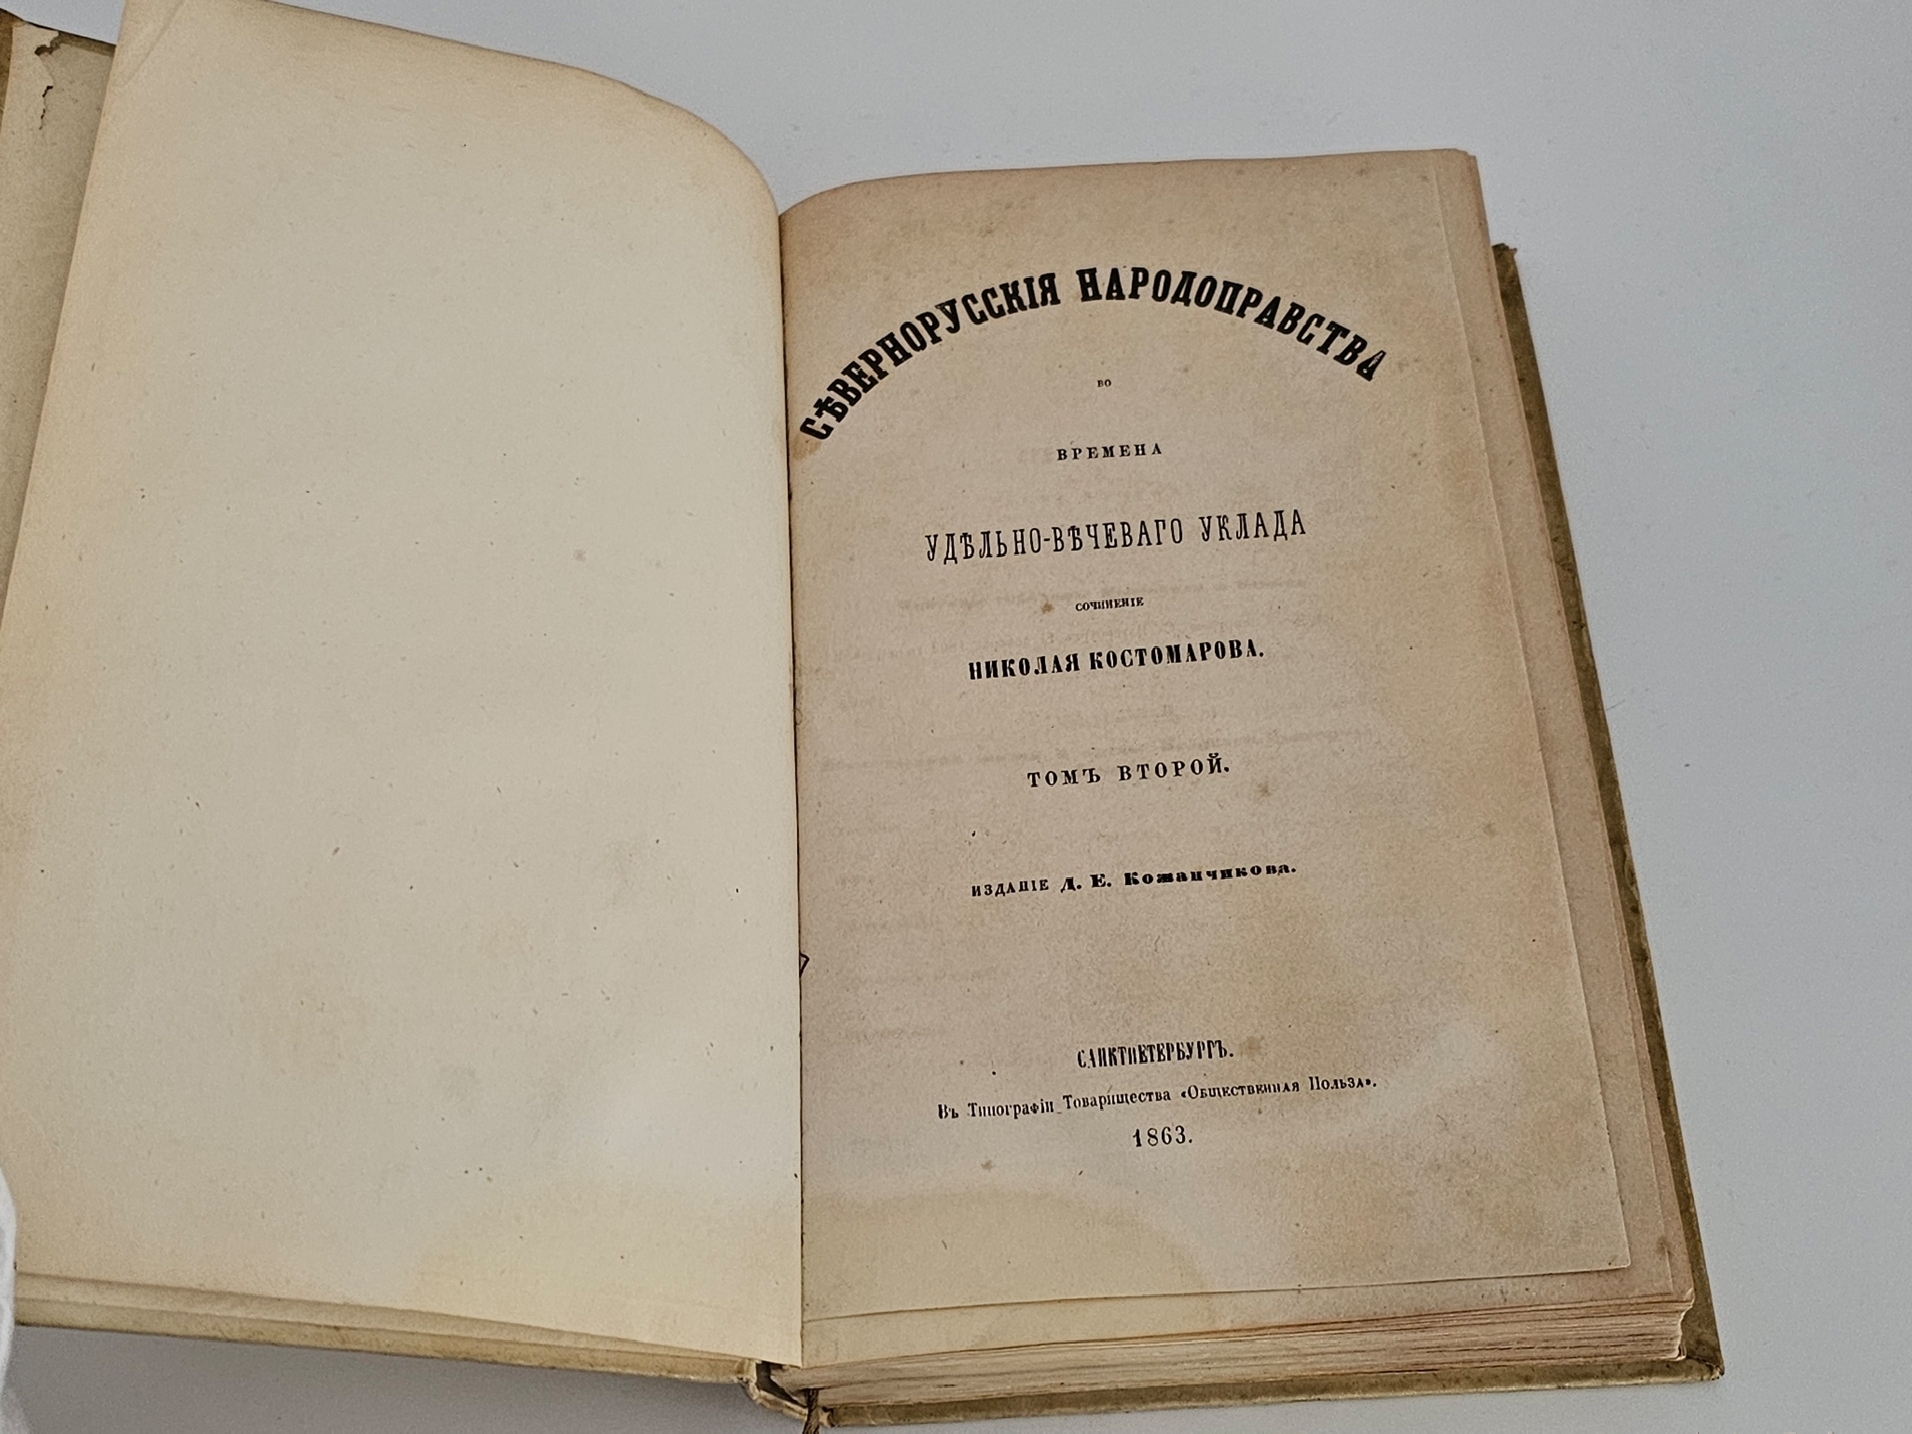 СѢВЕРНОРУССКІЯ НАРОДОПРАВСТВА
ВО
ВРЕМЕНА
УДѢЛЬНО-ВѢЧЕВАГО УКЛАДА
СОЧИНЕНІЕ
НИКОЛАЯ КОСТОМАРОВА.
ТОМЪ ВТОРОЙ.
ИЗДАНІЕ Д. Е. Кожанчикова.
САНКТПЕТЕРБУРГЪ.
Въ Типографіи Товарищества «Общественная Польза».
1863.